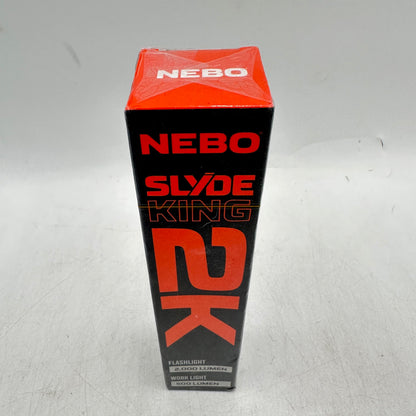 NEBO
NEBO
SLYDE
KING
2K
FLASHLIGHT
2,000 LUMEN
WORK LIGHT
500 LUMEN